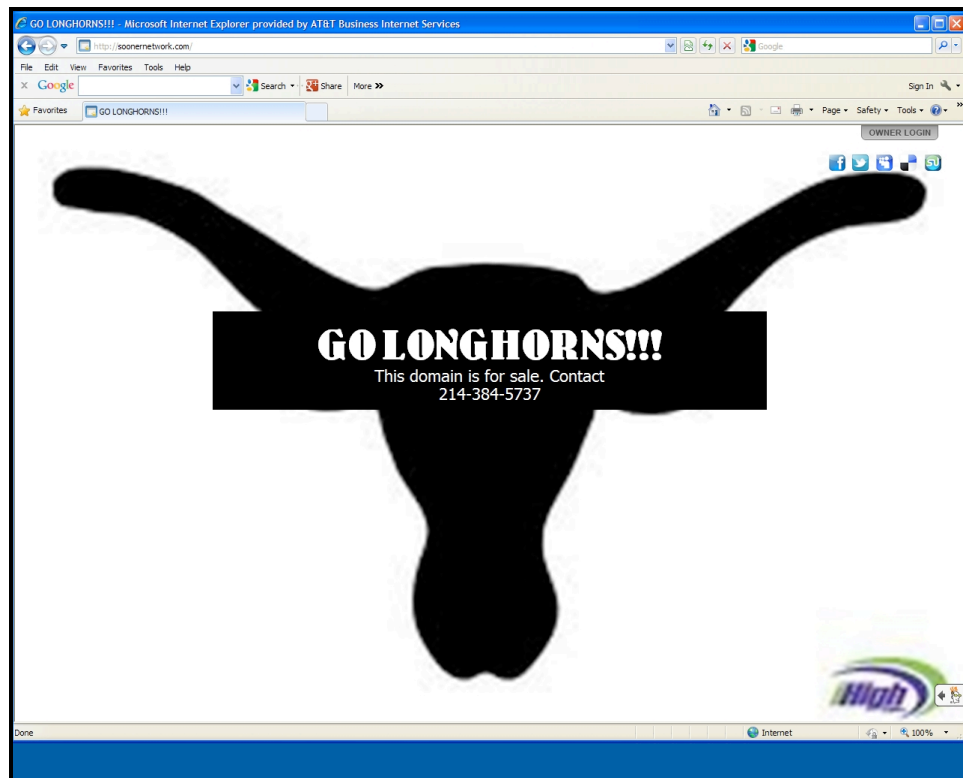 GO LONGHORNS!!! - Microsoft Internet Explorer provided by AT&T Business Internet Services
http://soonernetwork.com/
Google
File Edit View Favorites Tools Help
x Google Search Share More »
Sign In
Favorites GO LONGHORNS!!! Page Safety Tools »
OWNER LOGIN
GO LONGHORNS!!!
This domain is for sale. Contact
214-384-5737
iHigh
Done Internet 100%